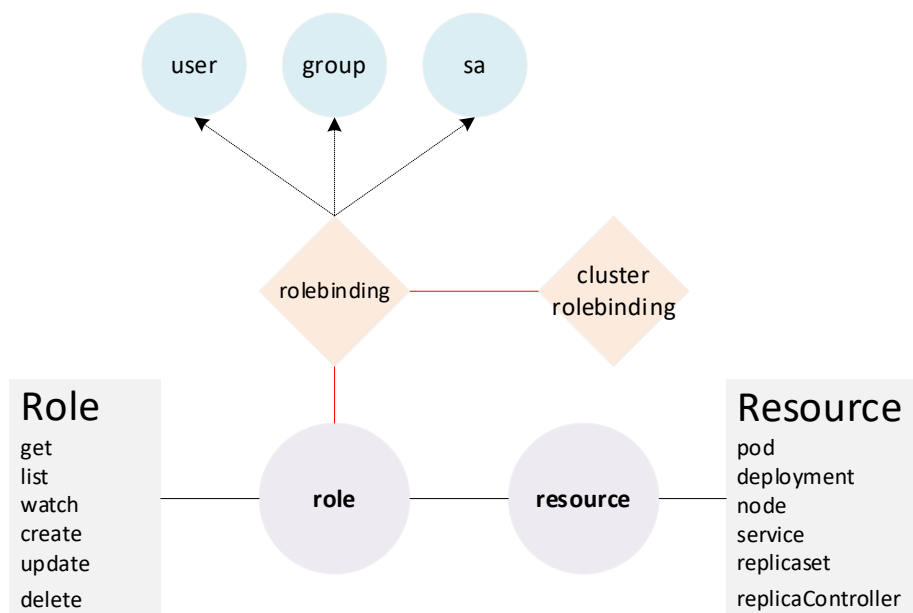 user
group
sa
rolebinding
cluster
rolebinding
Role
get
list
watch
create
update
delete
role
resource
Resource
pod
deployment
node
service
replicaset
replicaController